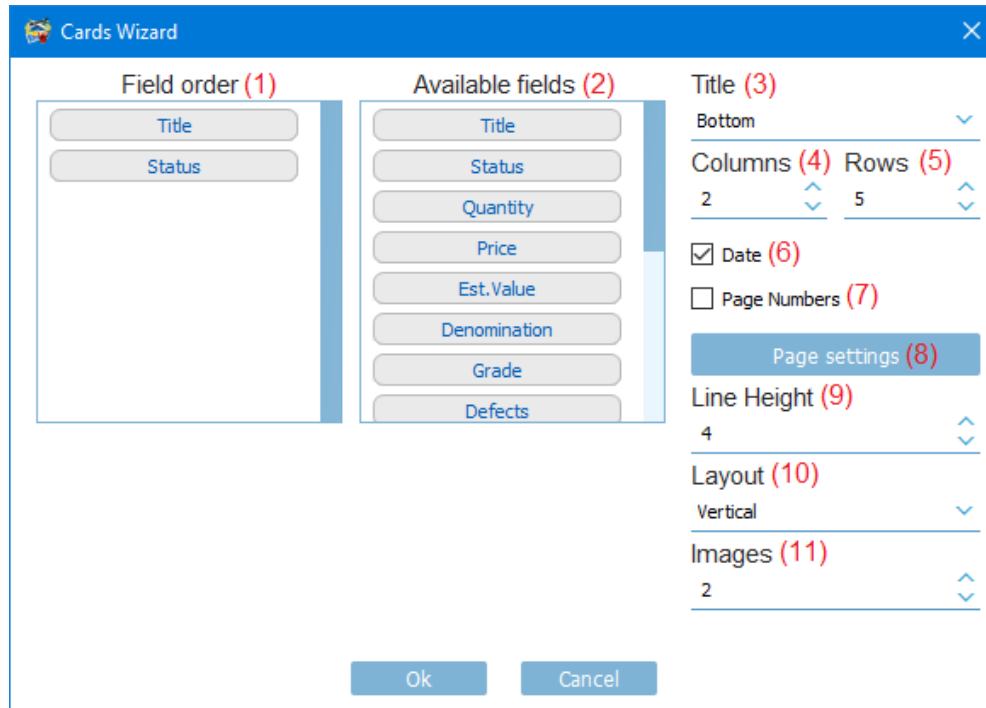 Cards Wizard
Field order (1)
Title
Status
Available fields (2)
Title
Status
Quantity
Price
Est.Value
Denomination
Grade
Defects
Title (3)
Bottom
Columns (4) Rows (5)
2 5
Date (6)
Page Numbers (7)
Page settings (8)
Line Height (9)
4
Layout (10)
Vertical
Images (11)
2
Ok Cancel